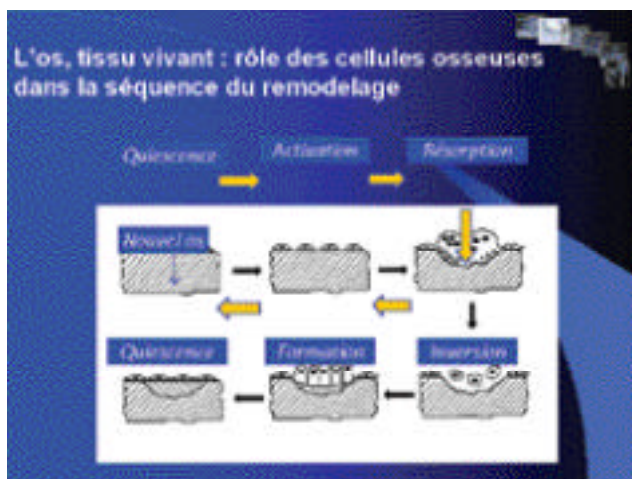 L'os, tissu vivant : rôle des cellules osseuses
dans la séquence du remodelage
Quiescence
Activation
Résorption
Nouvel os
Quiescence
Formation
Inversion